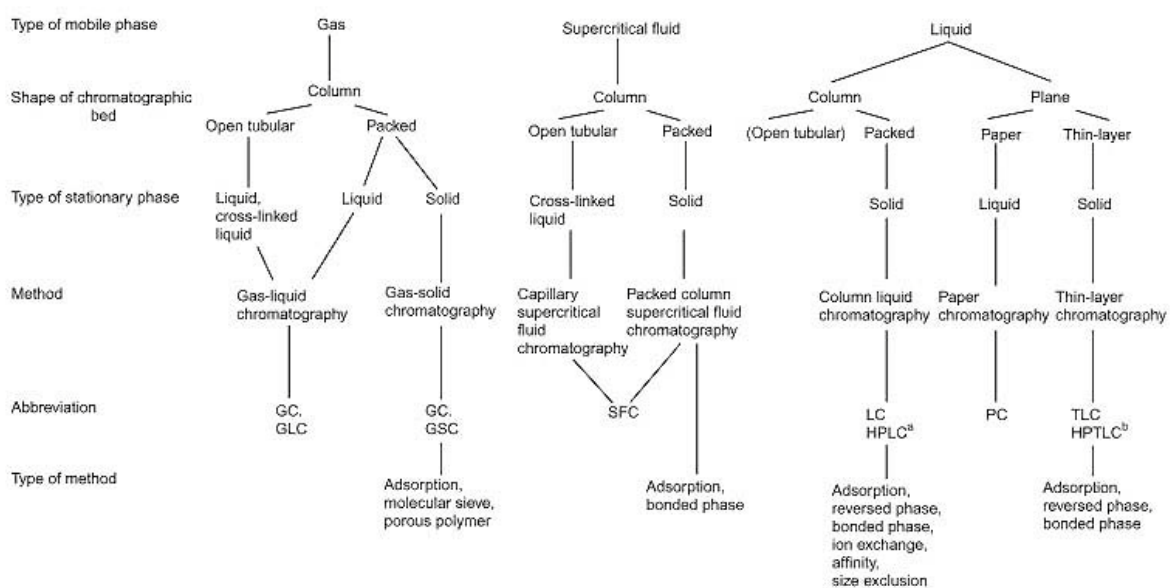 Type of mobile phase
Gas
Supercritical fluid
Liquid
Shape of chromatographic
bed
Column
Column
Column
Plane
Open tubular
Packed
Open tubular
Packed
(Open tubular)
Packed
Paper
Thin-layer
Type of stationary phase
Liquid,
cross-linked
liquid
Liquid
Solid
Cross-linked
liquid
Solid
Solid
Liquid
Solid
Method
Gas-liquid
chromatography
Gas-solid
chromatography
Capillary
supercritical
fluid
chromatography
Packed column
supercritical fluid
chromatography
Column liquid
chromatography
Paper
chromatography
Thin-layer
chromatography
Abbreviation
GC.
GLC
GC.
GSC
SFC
LC
HPLCᵃ
PC
TLC
HPTLCᵇ
Type of method
Adsorption,
molecular sieve,
porous polymer
Adsorption,
bonded phase
Adsorption,
reversed phase,
bonded phase,
ion exchange,
affinity,
size exclusion
Adsorption,
reversed phase,
bonded phase